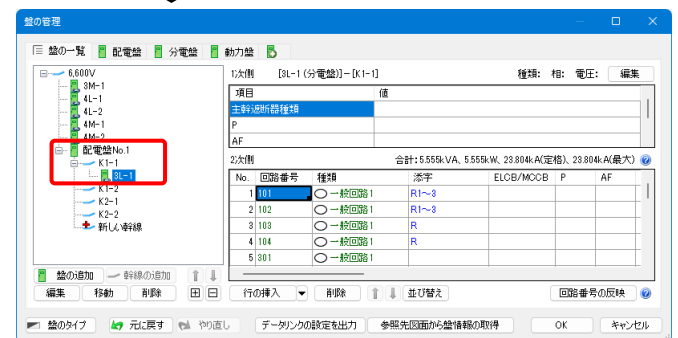 盤の管理
盤の一覧 配電盤 分電盤 動力盤
6,600V
3M-1
4L-1
4L-2
4M-1
4M-2
配電盤No.1
K1-1
3L-1
K1-2
K2-1
K2-2
新しい幹線
盤の追加 幹線の追加
編集 移動 削除
1次側 [3L-1(分電盤)]-[K1-1] 種類: 相: 電圧: 編集
項目 値
主幹遮断器種類
P
AF
2次側 合計:5.555kVA、5.555kW、23.804kA(定格)、23.804kA(最大)
No. 回路番号 種類 添字 ELCB/MCCB P AF
1 101 一般回路1 R1～3
2 102 一般回路1 R1～3
3 103 一般回路1 R
4 104 一般回路1 R
5 301 一般回路1
行の挿入 削除 並び替え 回路番号の反映
盤のタイプ 元に戻す やり直し データリンクの設定を出力 参照先図面から盤情報の取得 OK キャンセル